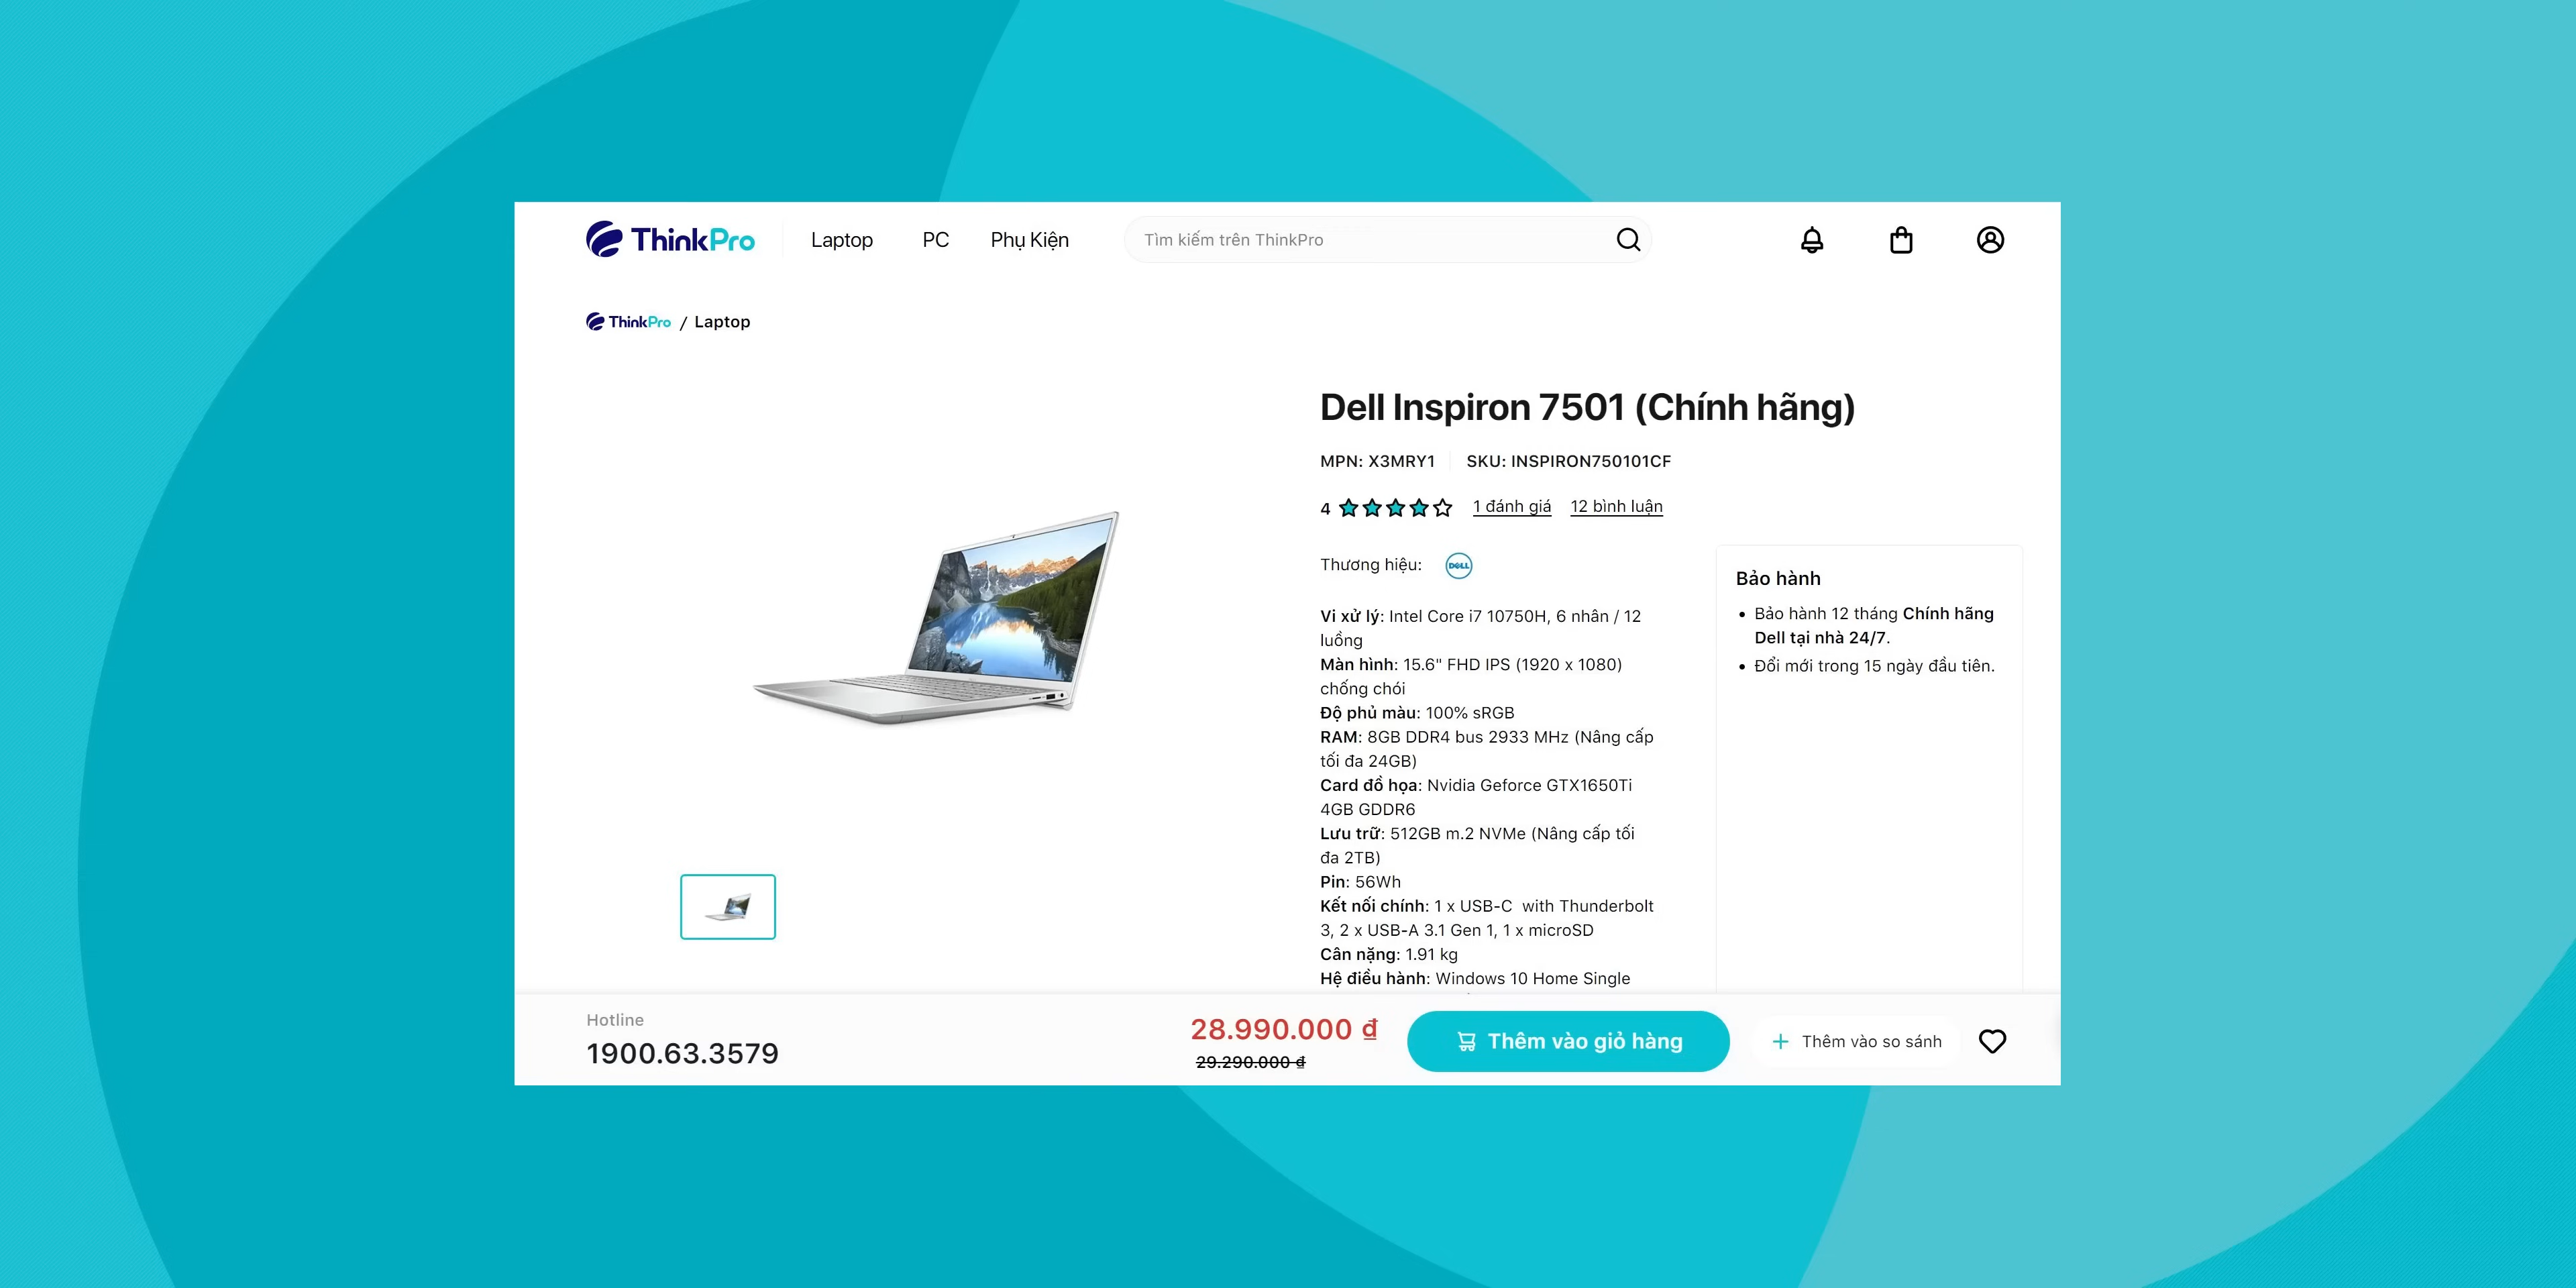 ThinkPro
Laptop
PC
Phụ Kiện
Tìm kiếm trên ThinkPro
ThinkPro / Laptop
Dell Inspiron 7501 (Chính hãng)
MPN: X3MRY1
SKU: INSPIRON750101CF
4
1 đánh giá
12 bình luận
Thương hiệu:
DELL
Vi xử lý: Intel Core i7 10750H, 6 nhân / 12
luồng
Màn hình: 15.6" FHD IPS (1920 x 1080)
chống chói
Độ phủ màu: 100% sRGB
RAM: 8GB DDR4 bus 2933 MHz (Nâng cấp
tối đa 24GB)
Card đồ họa: Nvidia Geforce GTX1650Ti
4GB GDDR6
Lưu trữ: 512GB m.2 NVMe (Nâng cấp tối
đa 2TB)
Pin: 56Wh
Kết nối chính: 1 x USB-C  with Thunderbolt
3, 2 x USB-A 3.1 Gen 1, 1 x microSD
Cân nặng: 1.91 kg
Hệ điều hành: Windows 10 Home Single
Bảo hành
Bảo hành 12 tháng Chính hãng
Dell tại nhà 24/7.
Đổi mới trong 15 ngày đầu tiên.
Hotline
1900.63.3579
28.990.000 ₫
29.290.000 ₫
Thêm vào giỏ hàng
Thêm vào so sánh